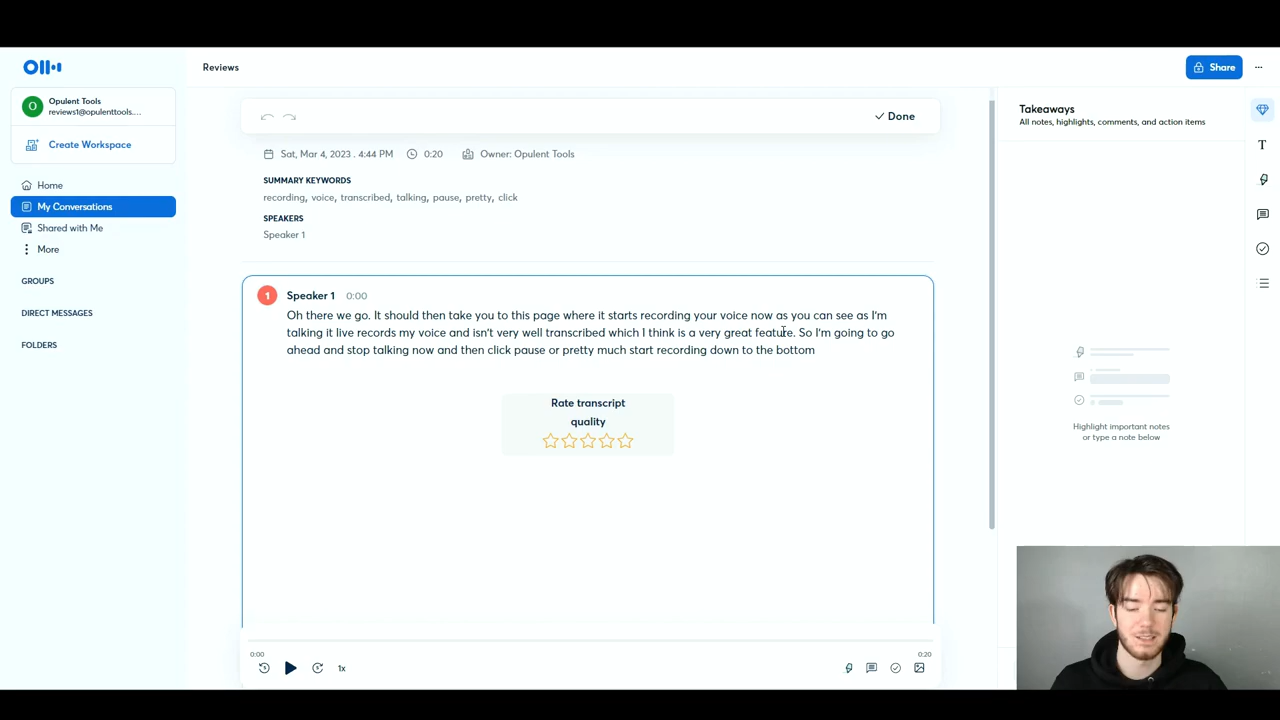 Reviews
Share
Opulent Tools
reviews1@opulenttools....
O
Create Workspace
Home
My Conversations
Shared with Me
More
GROUPS
DIRECT MESSAGES
FOLDERS
Done
Sat, Mar 4, 2023 . 4:44 PM
0:20
Owner: Opulent Tools
SUMMARY KEYWORDS
recording, voice, transcribed, talking, pause, pretty, click
SPEAKERS
Speaker 1
1
Speaker 1 0:00
Oh there we go. It should then take you to this page where it starts recording your voice now as you can see as I'm
talking it live records my voice and isn't very well transcribed which I think is a very great feature. So I'm going to go
ahead and stop talking now and then click pause or pretty much start recording down to the bottom
Rate transcript
quality
0:00
0:20
1x
Takeaways
All notes, highlights, comments, and action items
T
Highlight important notes
or type a note below